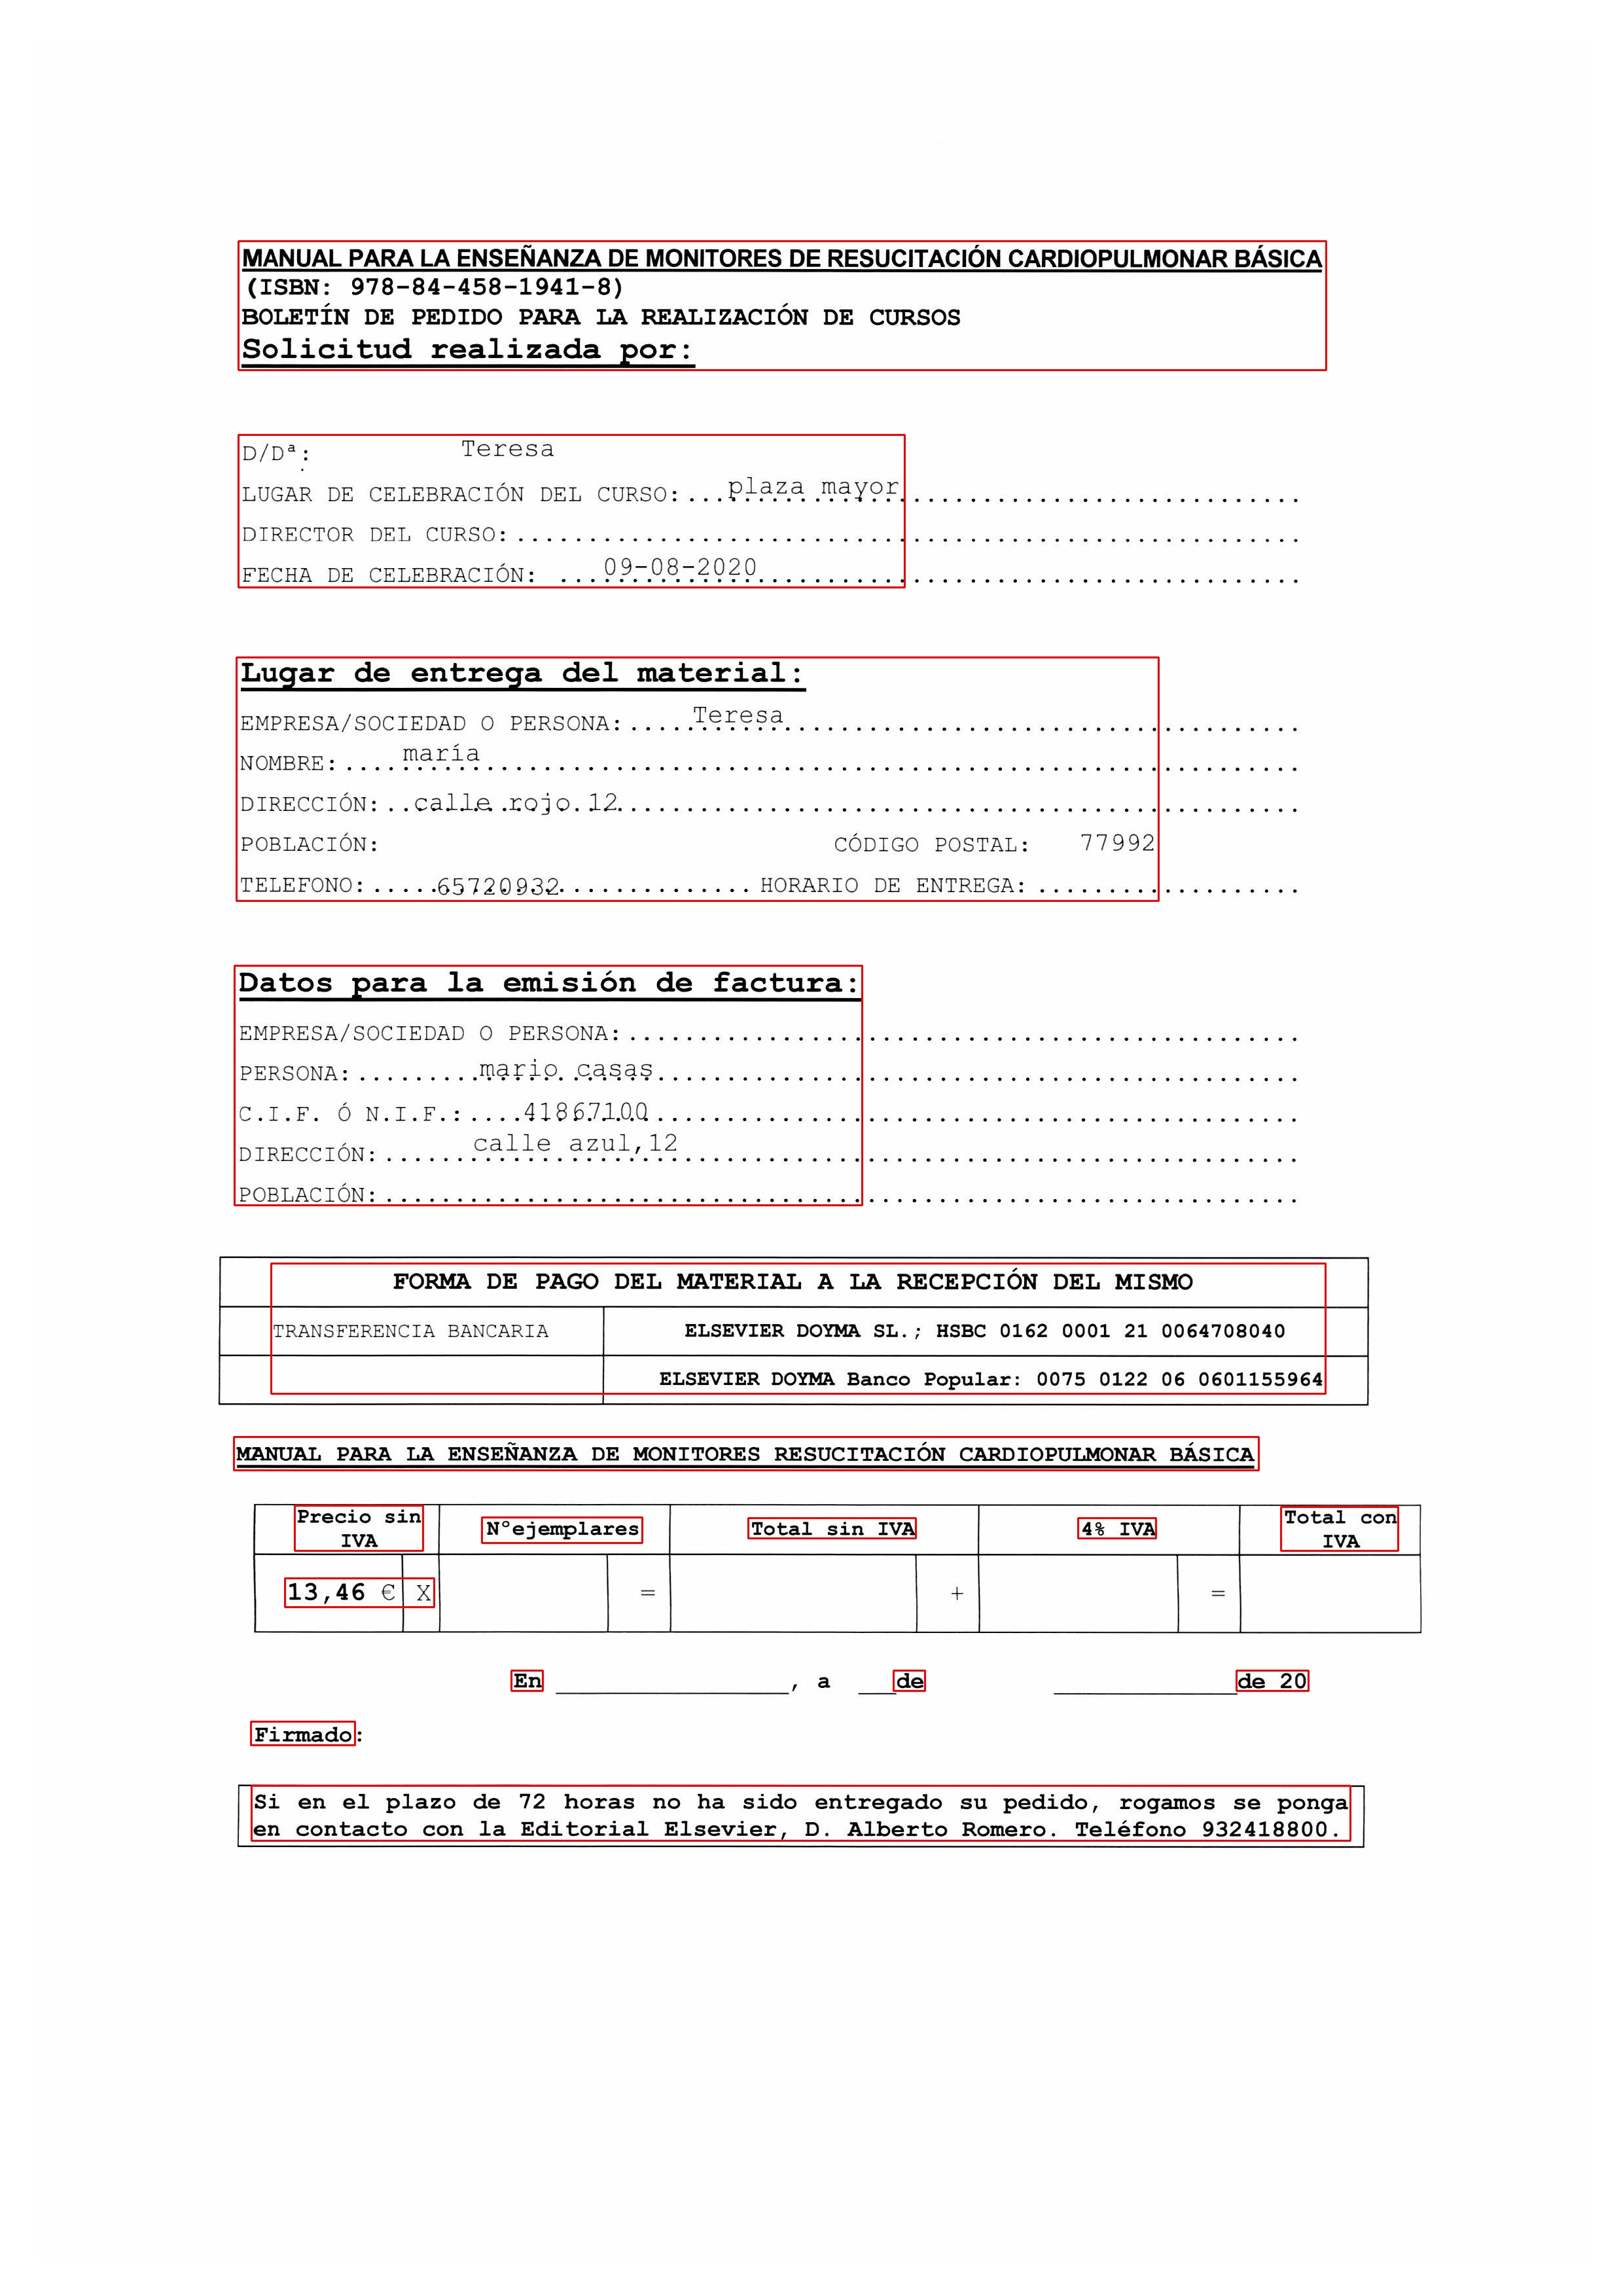 MANUAL PARA LA ENSEÑANZA DE MONITORES DE RESUCITACIÓN CARDIOPULMONAR BÁSICA
(ISBN: 978-84-458-1941-8)
BOLETÍN DE PEDIDO PARA LA REALIZACIÓN DE CURSOS
Solicitud realizada por:
D/Dª: Teresa
LUGAR DE CELEBRACIÓN DEL CURSO: plaza mayor
DIRECTOR DEL CURSO:
FECHA DE CELEBRACIÓN: 09-08-2020
Lugar de entrega del material:
EMPRESA/SOCIEDAD O PERSONA: Teresa
NOMBRE: maría
DIRECCIÓN: calle rojo 12
POBLACIÓN: CÓDIGO POSTAL: 77992
TELEFONO: 65720932 HORARIO DE ENTREGA:
Datos para la emisión de factura:
EMPRESA/SOCIEDAD O PERSONA:
PERSONA: mario casas
C.I.F. Ó N.I.F.: 41867100
DIRECCIÓN: calle azul,12
POBLACIÓN:
FORMA DE PAGO DEL MATERIAL A LA RECEPCIÓN DEL MISMO
TRANSFERENCIA BANCARIA ELSEVIER DOYMA SL.; HSBC 0162 0001 21 0064708040
ELSEVIER DOYMA Banco Popular: 0075 0122 06 0601155964
MANUAL PARA LA ENSEÑANZA DE MONITORES RESUCITACIÓN CARDIOPULMONAR BÁSICA
Precio sin IVA N°ejemplares Total sin IVA 4% IVA Total con IVA
13,46 € X = + =
En ________________, a ___de _____________de 20
Firmado:
Si en el plazo de 72 horas no ha sido entregado su pedido, rogamos se ponga
en contacto con la Editorial Elsevier, D. Alberto Romero. Teléfono 932418800.